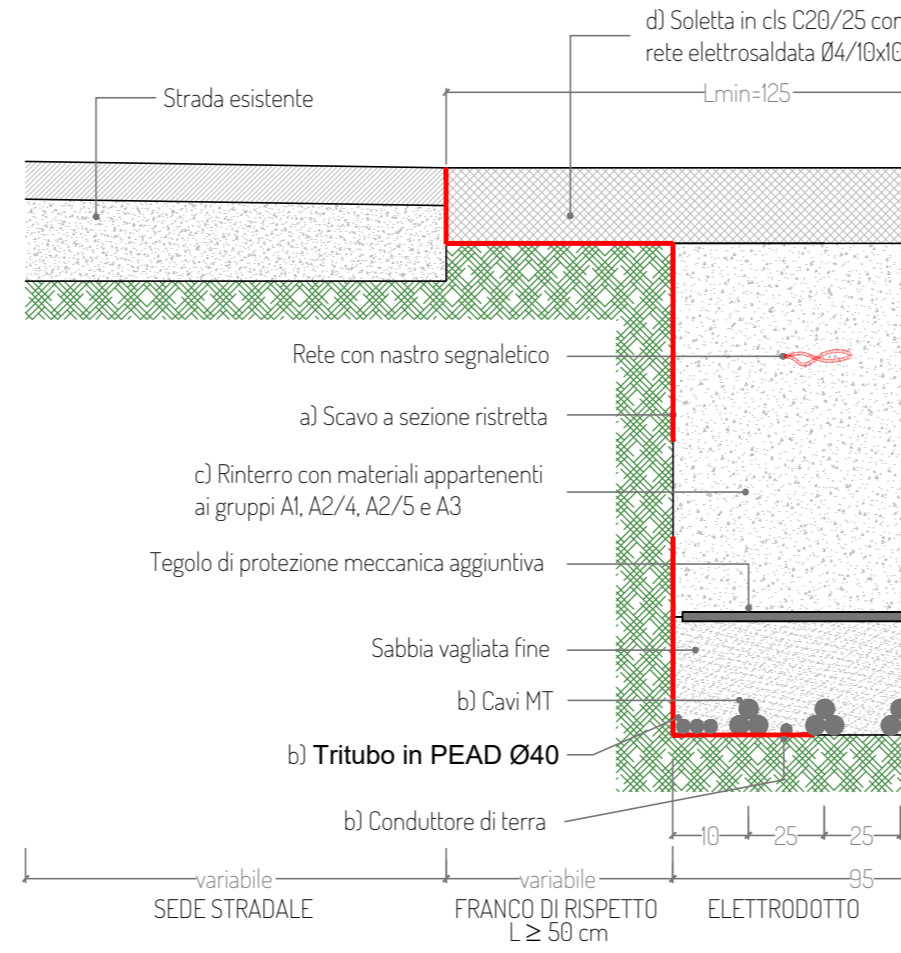 d) Soletta in cls C20/25 con
rete elettrosaldata Ø4/10x10
Lmin=125
Strada esistente
Rete con nastro segnaletico
a) Scavo a sezione ristretta
c) Rinterro con materiali appartenenti
ai gruppi A1, A2/4, A2/5 e A3
Tegolo di protezione meccanica aggiuntiva
Sabbia vagliata fine
b) Cavi MT
b) Tritubo in PEAD Ø40
b) Conduttore di terra
10 25 25
variabile variabile 95
SEDE STRADALE FRANCO DI RISPETTO ELETTRODOTTO
L ≥ 50 cm